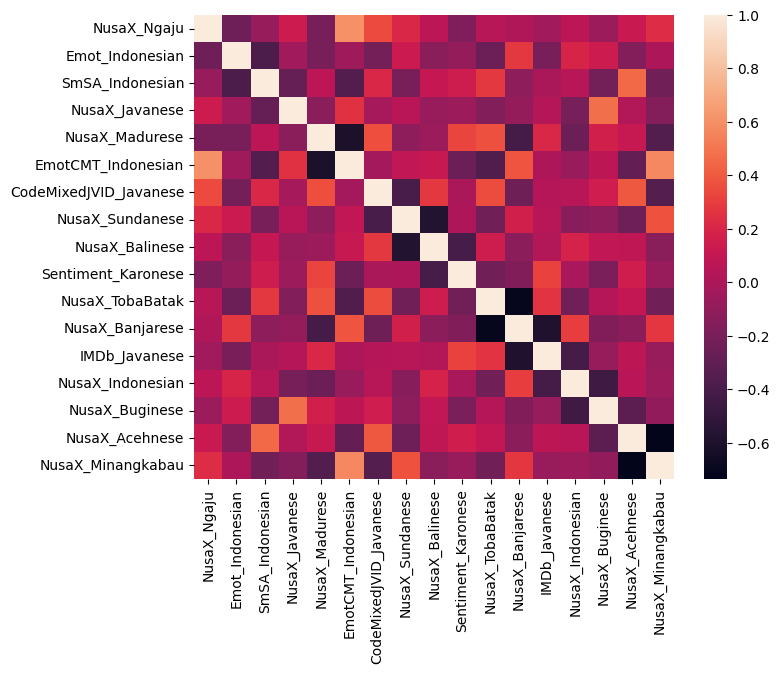 NusaX_Ngaju
Emot_Indonesian
SmSA_Indonesian
NusaX_Javanese
NusaX_Madurese
EmotCMT_Indonesian
CodeMixedJVID_Javanese
NusaX_Sundanese
NusaX_Balinese
Sentiment_Karonese
NusaX_TobaBatak
NusaX_Banjarese
IMDb_Javanese
NusaX_Indonesian
NusaX_Buginese
NusaX_Acehnese
NusaX_Minangkabau
NusaX_Ngaju
Emot_Indonesian
SmSA_Indonesian
NusaX_Javanese
NusaX_Madurese
EmotCMT_Indonesian
CodeMixedJVID_Javanese
NusaX_Sundanese
NusaX_Balinese
Sentiment_Karonese
NusaX_TobaBatak
NusaX_Banjarese
IMDb_Javanese
NusaX_Indonesian
NusaX_Buginese
NusaX_Acehnese
NusaX_Minangkabau
1.0
0.8
0.6
0.4
0.2
0.0
−0.2
−0.4
−0.6